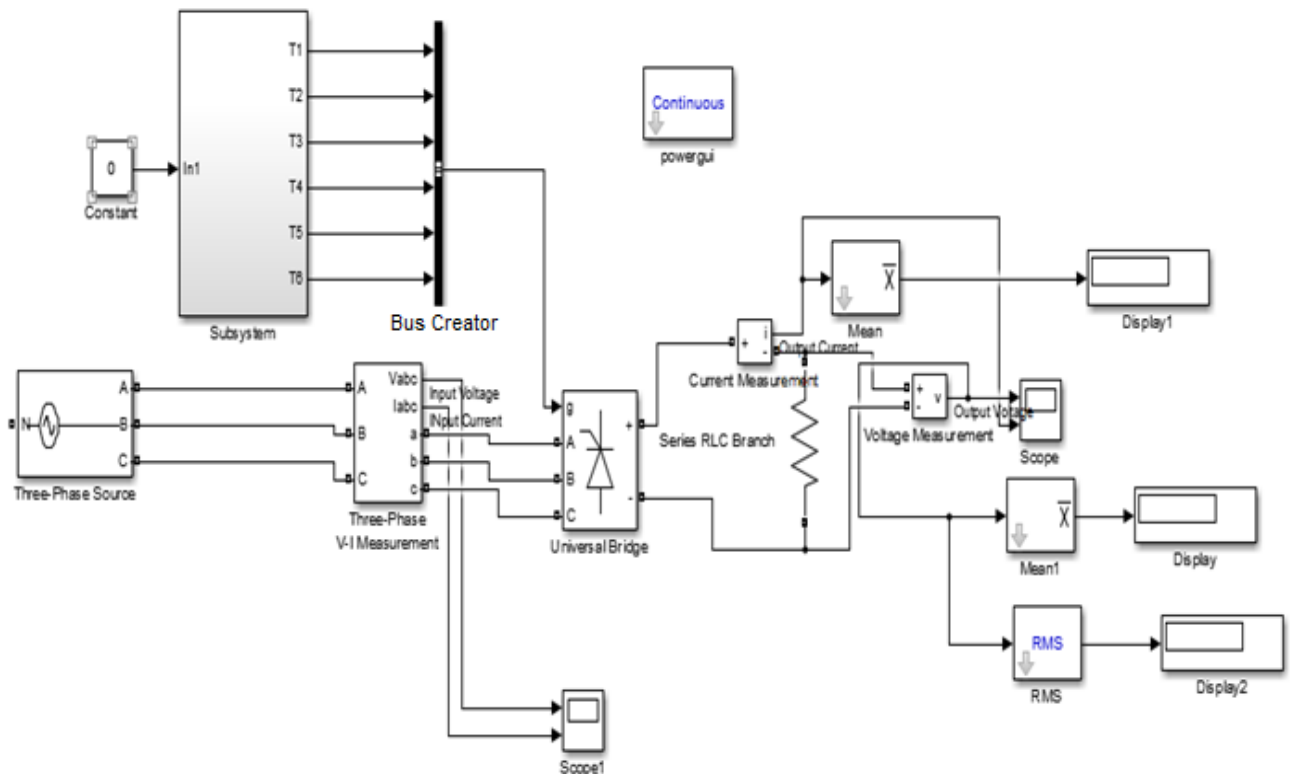 T1
T2
T3
T4
T5
T6
In1
0
Constant
Subsystem
Bus Creator
Continuous
powergui
X
Mean
Display1
i
+
-
Output Current
Current Measurement
+
-
v
Output Voltage
Voltage Measurement
Scope
Series RLC Branch
N
A
B
C
Three-Phase Source
A
B
C
Vabc
Iabc
a
b
c
Input Voltage
INput Current
Three-Phase
V-I Measurement
g
A
B
C
+
-
Universal Bridge
X
Mean1
Display
RMS
RMS
Display2
Scope1